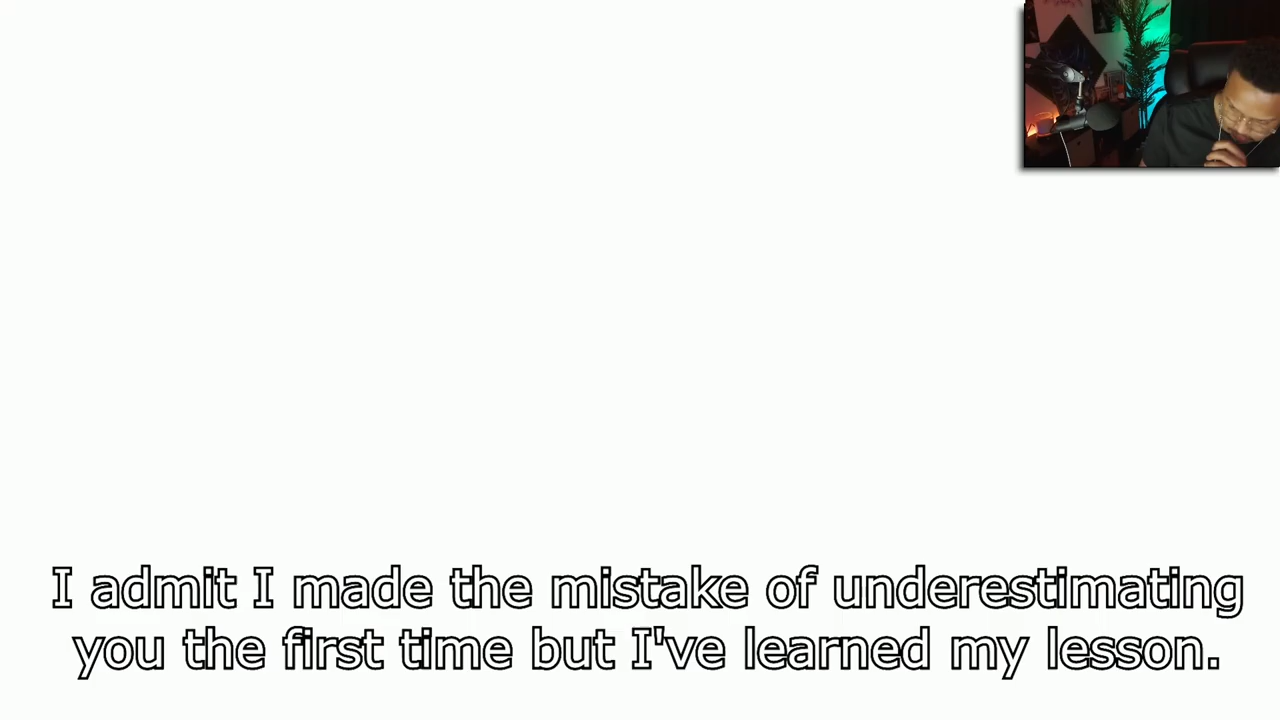 I admit I made the mistake of underestimating
you the first time but I've learned my lesson.